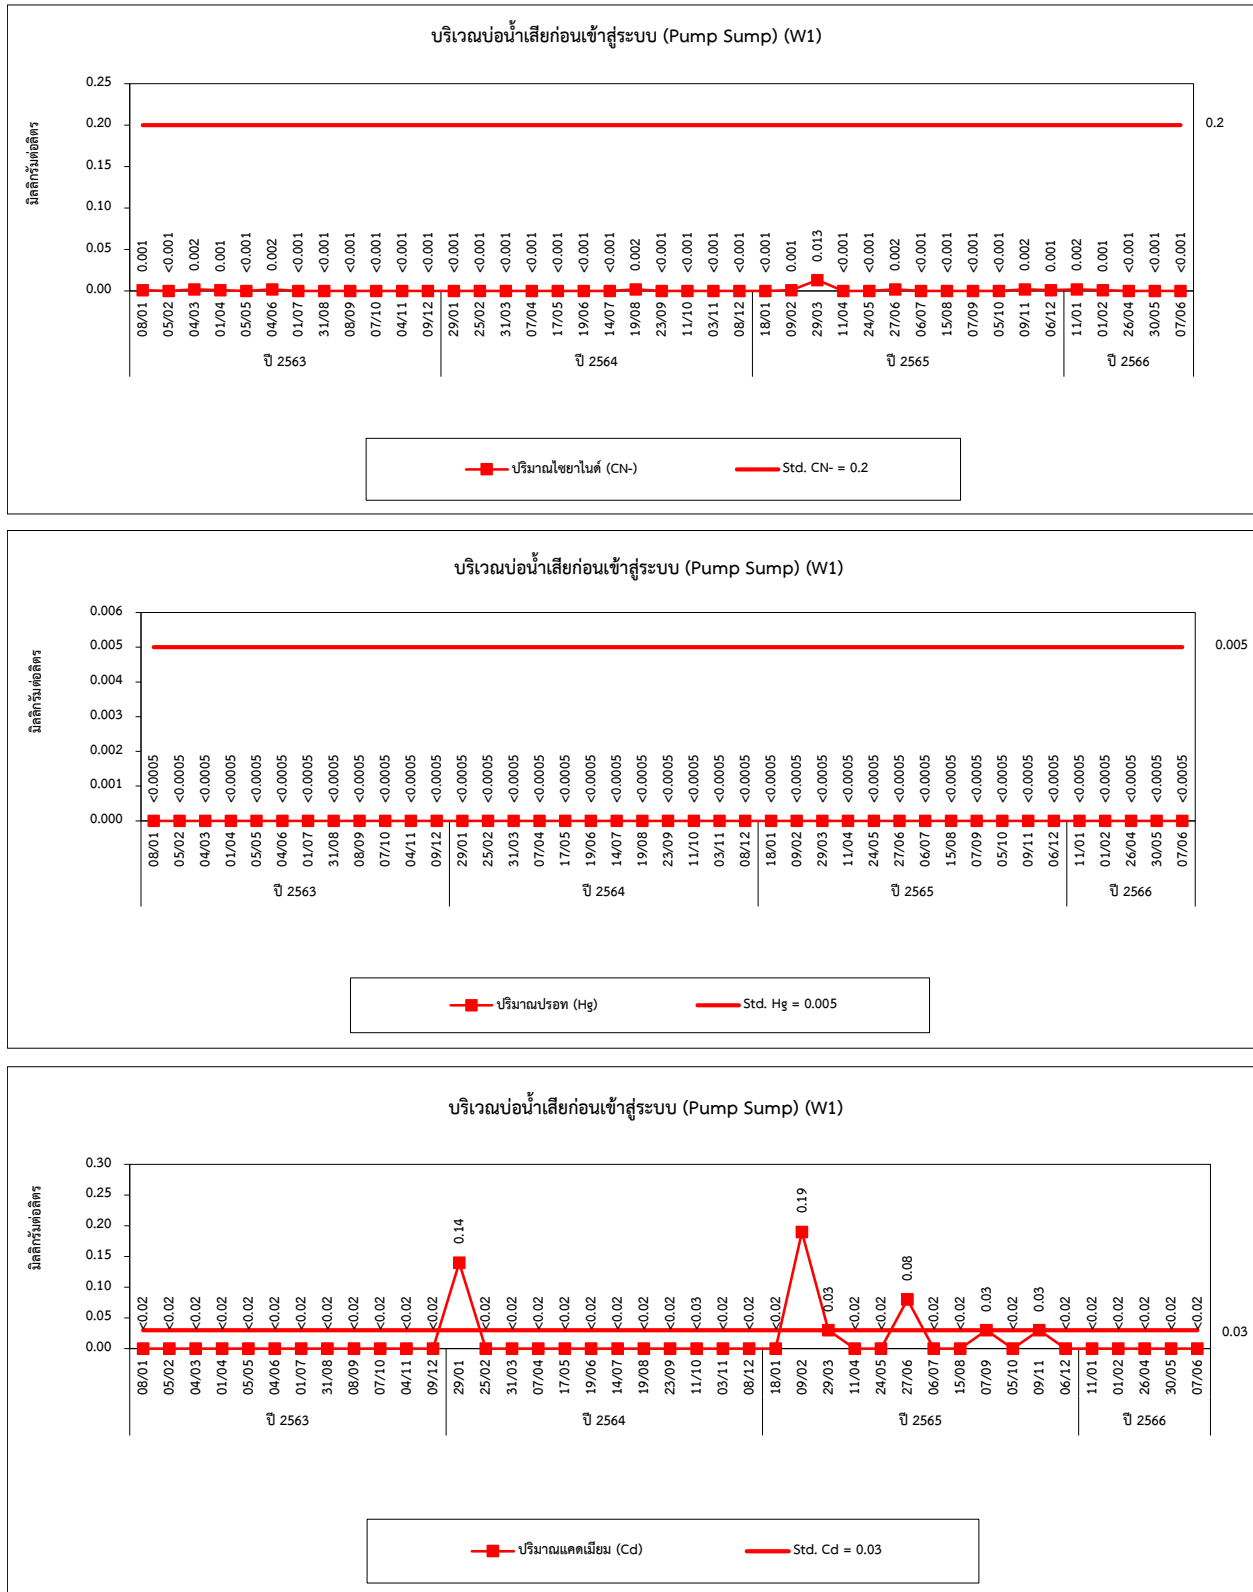 บริเวณบ่อน้ำเสียก่อนเข้าสู่ระบบ (Pump Sump) (W1)
มิลลิกรัมต่อลิตร
0.25
0.20
0.15
0.10
0.05
0.00
0.2
0.001 <0.001 0.002 0.001 <0.001 0.002 <0.001 <0.001 <0.001 <0.001 <0.001 <0.001 <0.001 <0.001 <0.001 <0.001 <0.001 <0.001 <0.001 0.002 <0.001 <0.001 <0.001 <0.001 <0.001 0.001 0.013 <0.001 <0.001 0.002 <0.001 <0.001 <0.001 <0.001 0.002 0.001 0.002 0.001 <0.001 <0.001 <0.001
08/01 05/02 04/03 01/04 05/05 04/06 01/07 31/08 08/09 07/10 04/11 09/12 29/01 25/02 31/03 07/04 17/05 19/06 14/07 19/08 23/09 11/10 03/11 08/12 18/01 09/02 29/03 11/04 24/05 27/06 06/07 15/08 07/09 05/10 09/11 06/12 11/01 01/02 26/04 30/05 07/06
ปี 2563 ปี 2564 ปี 2565 ปี 2566
ปริมาณไซยาไนด์ (CN-) Std. CN- = 0.2
บริเวณบ่อน้ำเสียก่อนเข้าสู่ระบบ (Pump Sump) (W1)
มิลลิกรัมต่อลิตร
0.006
0.005
0.004
0.003
0.002
0.001
0.000
0.005
<0.0005 <0.0005 <0.0005 <0.0005 <0.0005 <0.0005 <0.0005 <0.0005 <0.0005 <0.0005 <0.0005 <0.0005 <0.0005 <0.0005 <0.0005 <0.0005 <0.0005 <0.0005 <0.0005 <0.0005 <0.0005 <0.0005 <0.0005 <0.0005 <0.0005 <0.0005 <0.0005 <0.0005 <0.0005 <0.0005 <0.0005 <0.0005 <0.0005 <0.0005 <0.0005 <0.0005 <0.0005 <0.0005 <0.0005 <0.0005 <0.0005
08/01 05/02 04/03 01/04 05/05 04/06 01/07 31/08 08/09 07/10 04/11 09/12 29/01 25/02 31/03 07/04 17/05 19/06 14/07 19/08 23/09 11/10 03/11 08/12 18/01 09/02 29/03 11/04 24/05 27/06 06/07 15/08 07/09 05/10 09/11 06/12 11/01 01/02 26/04 30/05 07/06
ปี 2563 ปี 2564 ปี 2565 ปี 2566
ปริมาณปรอท (Hg) Std. Hg = 0.005
บริเวณบ่อน้ำเสียก่อนเข้าสู่ระบบ (Pump Sump) (W1)
มิลลิกรัมต่อลิตร
0.30
0.25
0.20
0.15
0.10
0.05
0.00
0.03
<0.02 <0.02 <0.02 <0.02 <0.02 <0.02 <0.02 <0.02 <0.02 <0.02 <0.02 <0.02 0.14 <0.02 <0.02 <0.02 <0.02 <0.02 <0.02 <0.02 <0.02 <0.03 <0.02 <0.02 <0.02 0.19 0.03 <0.02 <0.02 0.08 <0.02 <0.02 0.03 <0.02 0.03 <0.02 <0.02 <0.02 <0.02 <0.02 <0.02
08/01 05/02 04/03 01/04 05/05 04/06 01/07 31/08 08/09 07/10 04/11 09/12 29/01 25/02 31/03 07/04 17/05 19/06 14/07 19/08 23/09 11/10 03/11 08/12 18/01 09/02 29/03 11/04 24/05 27/06 06/07 15/08 07/09 05/10 09/11 06/12 11/01 01/02 26/04 30/05 07/06
ปี 2563 ปี 2564 ปี 2565 ปี 2566
ปริมาณแคดเมียม (Cd) Std. Cd = 0.03